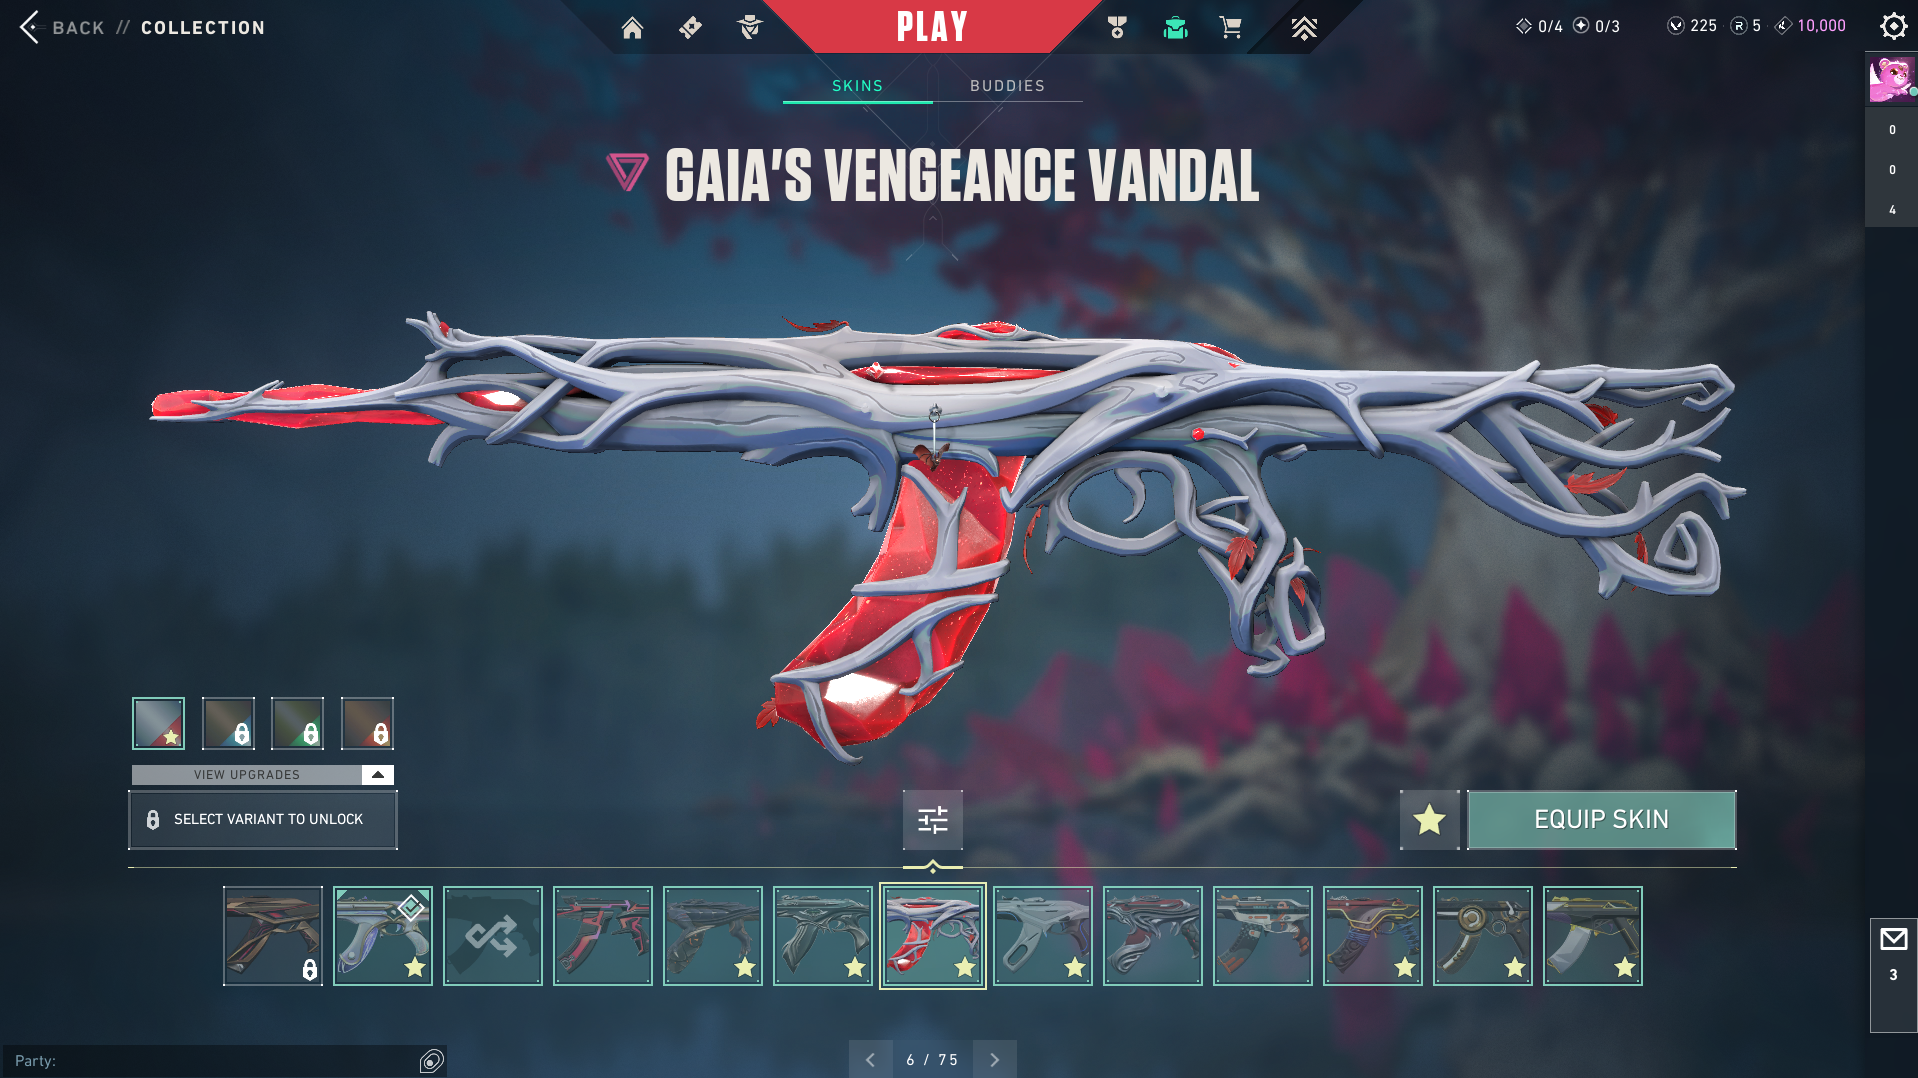 BACK // COLLECTION
PLAY
0/4
0/3
225
R 5
10,000
SKINS
BUDDIES
GAIA'S VENGEANCE VANDAL
0
0
4
VIEW UPGRADES
SELECT VARIANT TO UNLOCK
EQUIP SKIN
3
Party:
6 / 75